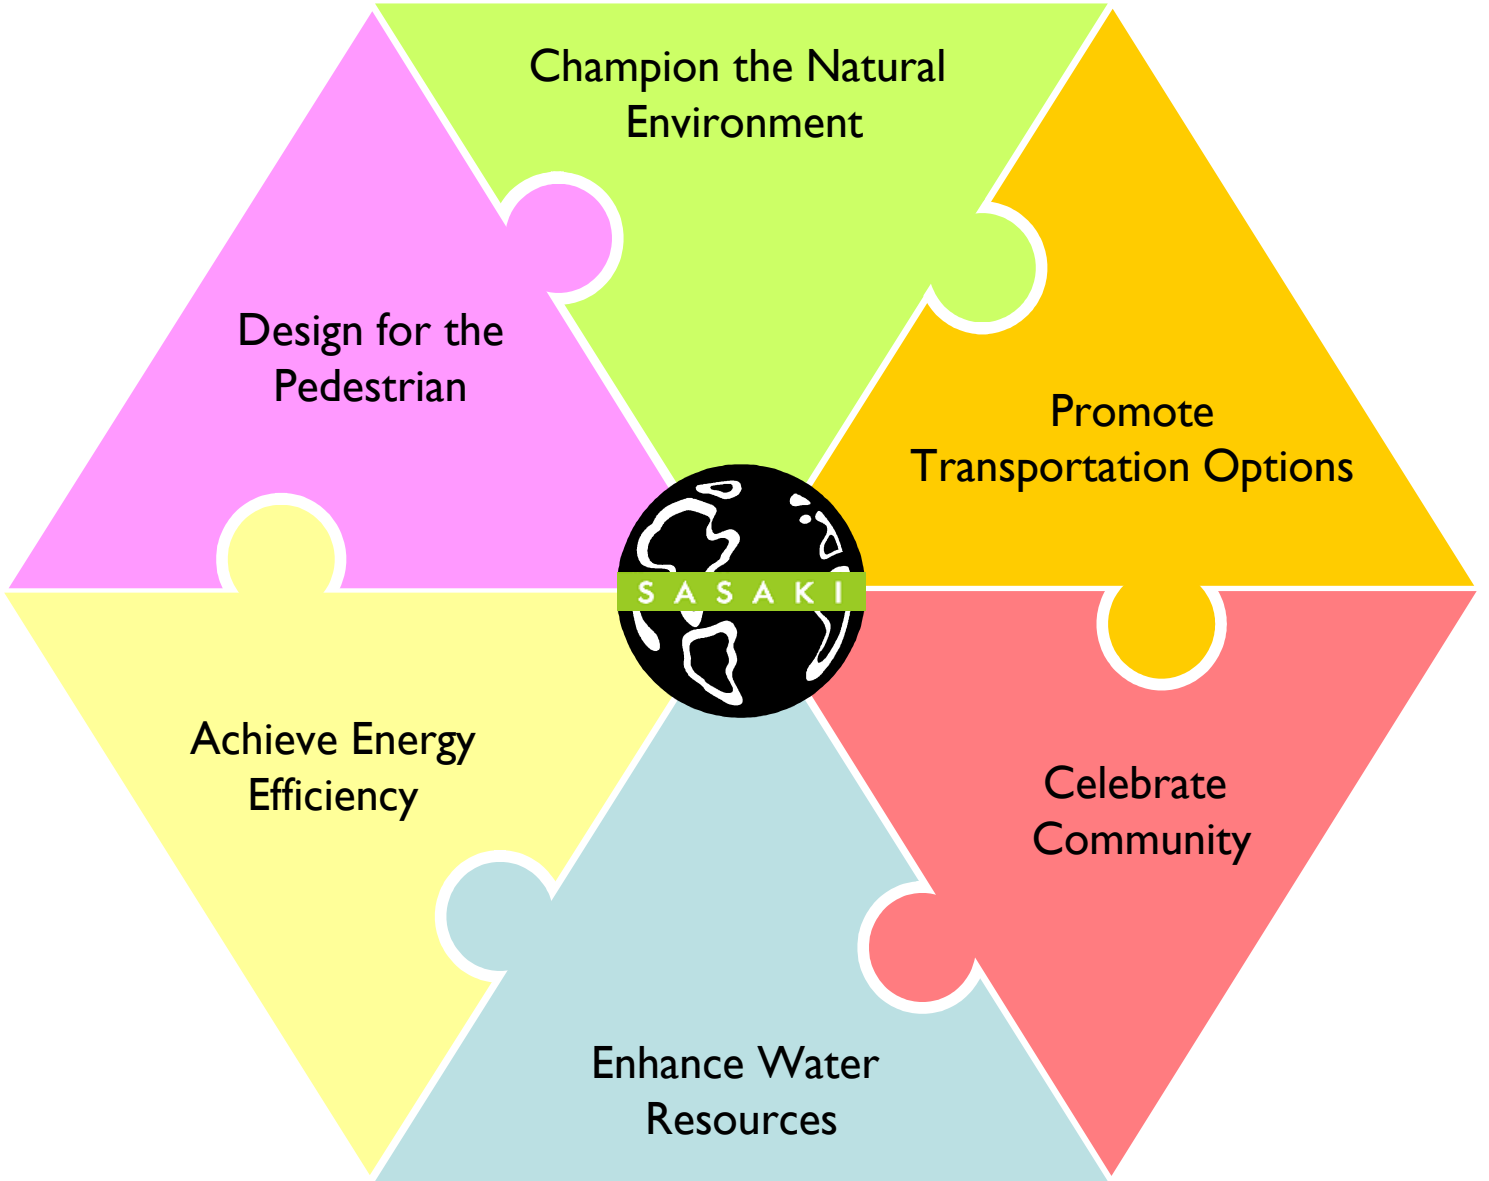 Champion the Natural
Environment
Design for the
Pedestrian
Promote
Transportation Options
SASAKI
Achieve Energy
Efficiency
Celebrate
Community
Enhance Water
Resources